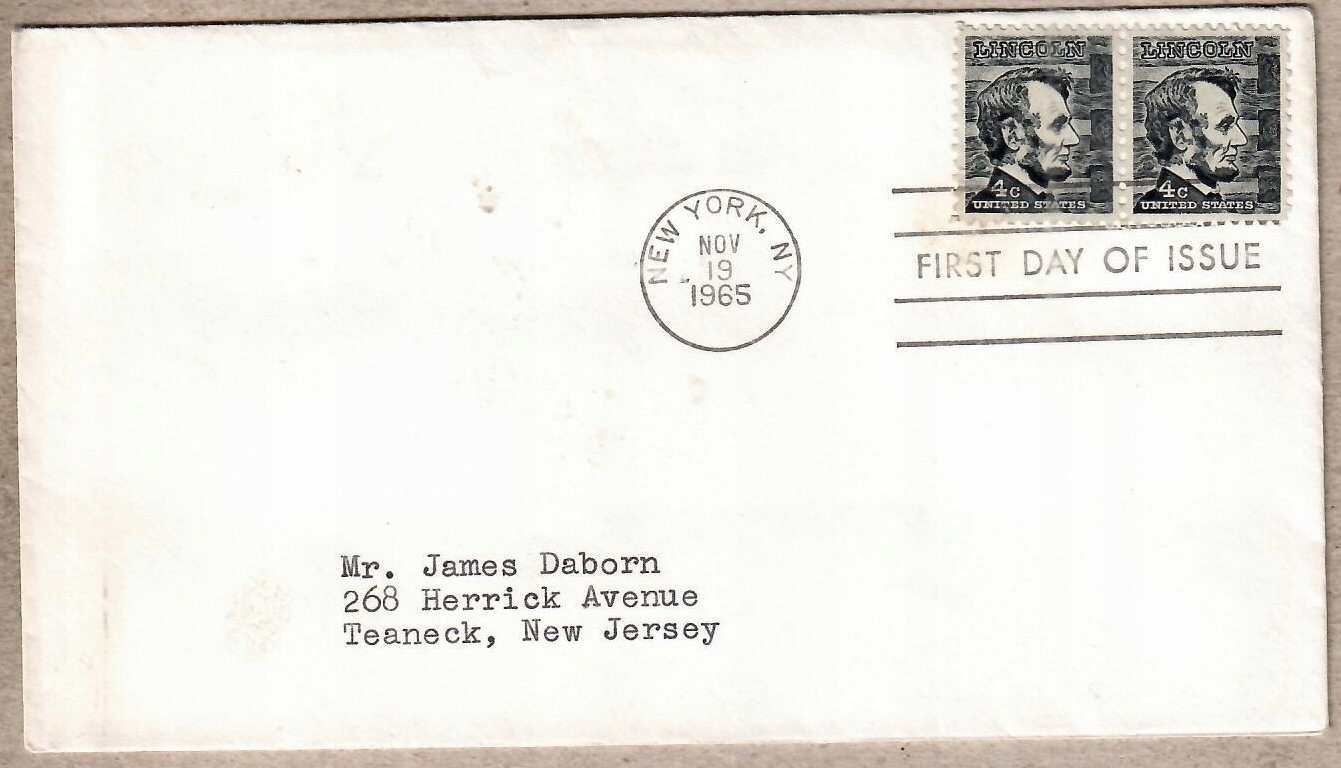 LINCOLN LINCOLN
4c 4c
UNITED STATES UNITED STATES
NEW YORK, NY
NOV
19
1965
FIRST DAY OF ISSUE
Mr. James Daborn
268 Herrick Avenue
Teaneck, New Jersey